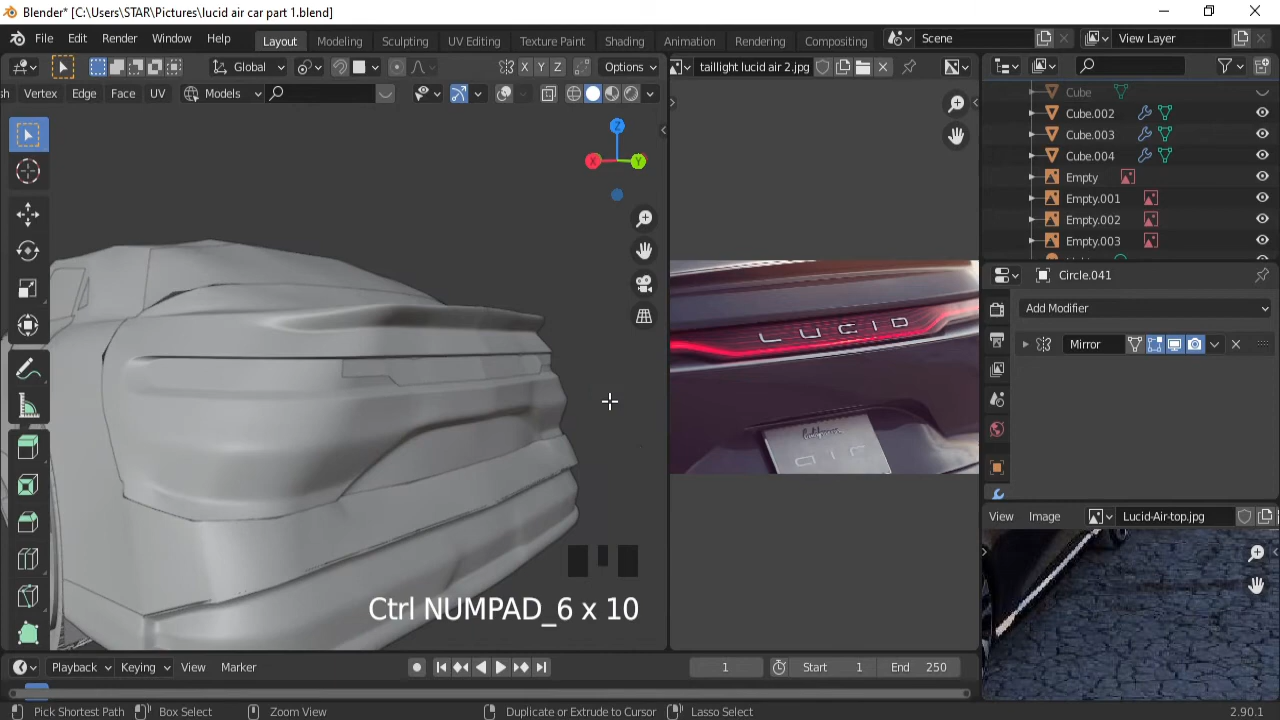 Blender* [C:\Users\STAR\Pictures\lucid air car part 1.blend]
File Edit Render Window Help
Layout Modeling Sculpting UV Editing Texture Paint Shading Animation Rendering Compositing
Scene
View Layer
Global
X Y Z
Options
taillight lucid air 2.jpg
sh Vertex Edge Face UV
Models
Z
X
Y
Cube
Cube.002
Cube.003
Cube.004
Empty
Empty.001
Empty.002
Empty.003
Circle.041
Add Modifier
Mirror
LUCID
AIR
View Image
Lucid-Air-top.jpg
Ctrl NUMPAD_6 x 10
Playback Keying View Marker
1
Start 1
End 250
Pick Shortest Path
Box Select
Zoom View
Duplicate or Extrude to Cursor
Lasso Select
2.90.1